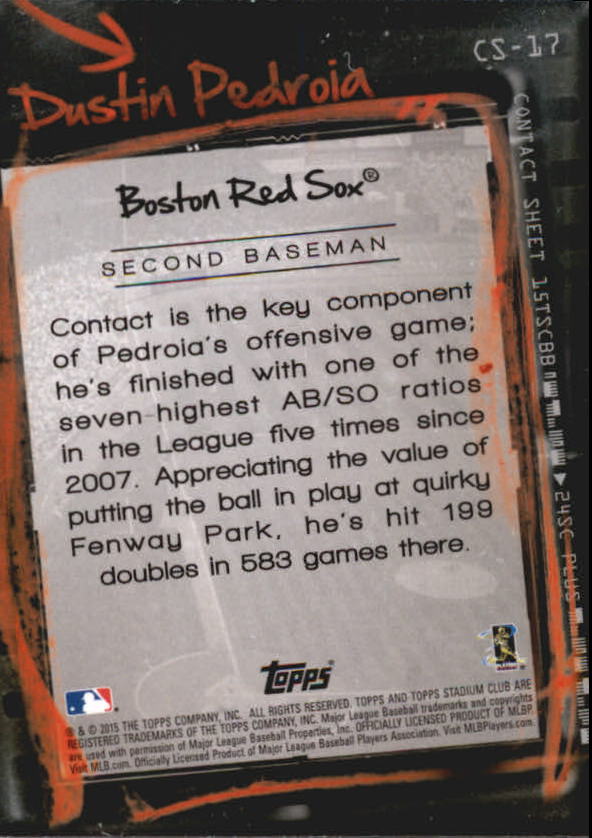 CS-17
Dustin Pedroia
CONTACT SHEET 15TSCBB
24SC PLUS
Boston Red Sox®
SECOND BASEMAN
Contact is the key component
of Pedroia's offensive game;
he's finished with one of the
seven-highest AB/SO ratios
in the League five times since
2007. Appreciating the value of
putting the ball in play at quirky
Fenway Park, he's hit 199
doubles in 583 games there.
Topps®
® & © 2015 THE TOPPS COMPANY, INC. ALL RIGHTS RESERVED. TOPPS AND TOPPS STADIUM CLUB ARE
REGISTERED TRADEMARKS OF THE TOPPS COMPANY, INC. Major League Baseball trademarks and copyrights
are used with permission of Major League Baseball Properties, Inc. OFFICIALLY LICENSED PRODUCT OF MLBP.
Visit MLB.com. Officially Licensed Product of Major League Baseball Players Association. Visit MLBPlayers.com.